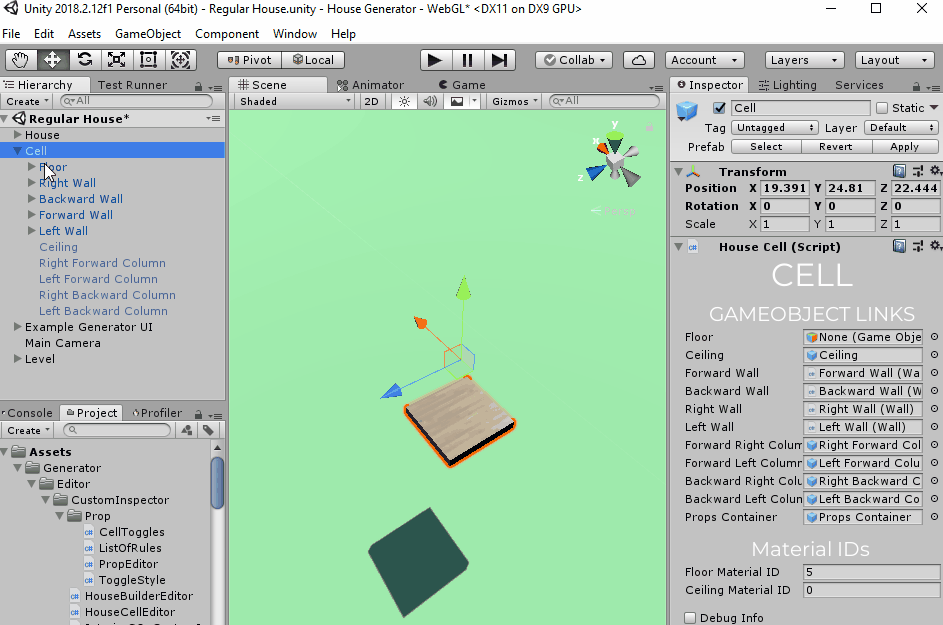 Unity 2018.2.12f1 Personal (64bit) - Regular House.unity - House Generator - WebGL* <DX11 on DX9 GPU>
File Edit Assets GameObject Component Window Help
Pivot Local Collab Account Layers Layout
Hierarchy Test Runner Scene Animator Game Inspector Lighting Services
Create All Shaded 2D Gizmos All
Cell Static
Tag Untagged Layer Default
Prefab Select Revert Apply
Transform
Position X 19.391 Y 24.81 Z 22.444
Rotation X 0 Y 0 Z 0
Scale X 1 Y 1 Z 1
House Cell (Script)
CELL
GAMEOBJECT LINKS
Floor None (Game Obje
Ceiling Ceiling
Forward Wall Forward Wall (Wa
Backward Wall Backward Wall (W
Right Wall Right Wall (Wall)
Left Wall Left Wall (Wall)
Forward Right Colum Right Forward Col
Forward Left Column Left Forward Colu
Backward Right Colu Right Backward C
Backward Left Colun Left Backward Co
Props Container Props Container
Material IDs
Floor Material ID 5
Ceiling Material ID 0
Debug Info
Regular House*
House
Cell
Floor
Right Wall
Backward Wall
Forward Wall
Left Wall
Ceiling
Right Forward Column
Left Forward Column
Right Backward Column
Left Backward Column
Example Generator UI
Main Camera
Level
y
x
z
Console Project Profiler
Create
Assets
Generator
Editor
CustomInspector
Prop
CellToggles
ListOfRules
PropEditor
ToggleStyle
HouseBuilderEditor
HouseCellEditor